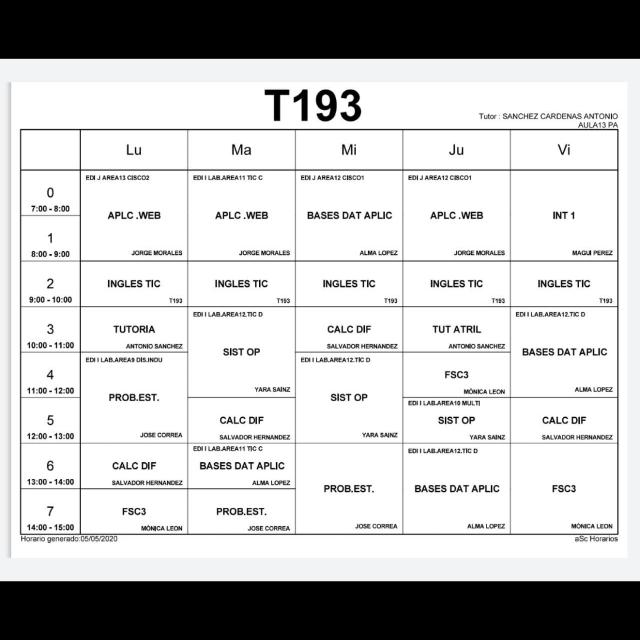 T193
Tutor : SANCHEZ CARDENAS ANTONIO
AULA13 PA
Lu Ma Mi Ju Vi
0
7:00 - 8:00
1
8:00 - 9:00
EDI J AREA13 CISCO2
APLC .WEB
JORGE MORALES
EDI I LAB.AREA11 TIC C
APLC .WEB
JORGE MORALES
EDI J AREA12 CISCO1
BASES DAT APLIC
ALMA LOPEZ
EDI J AREA12 CISCO1
APLC .WEB
JORGE MORALES
INT 1
MAGUI PEREZ
2
9:00 - 10:00
INGLES TIC
T193
INGLES TIC
T193
INGLES TIC
T193
INGLES TIC
T193
INGLES TIC
T193
3
10:00 - 11:00
TUTORIA
ANTONIO SANCHEZ
EDI I LAB.AREA12.TIC D
SIST OP
YARA SAINZ
CALC DIF
SALVADOR HERNANDEZ
TUT ATRIL
ANTONIO SANCHEZ
EDI I LAB.AREA12.TIC D
BASES DAT APLIC
ALMA LOPEZ
4
11:00 - 12:00
EDI I LAB.AREA9 DIS.INOU
PROB.EST.
JOSE CORREA
EDI I LAB.AREA12.TIC D
SIST OP
YARA SAINZ
FSC3
MÓNICA LEON
5
12:00 - 13:00
CALC DIF
SALVADOR HERNANDEZ
EDI I LAB.AREA10 MULTI
SIST OP
YARA SAINZ
CALC DIF
SALVADOR HERNANDEZ
6
13:00 - 14:00
CALC DIF
SALVADOR HERNANDEZ
EDI I LAB.AREA11 TIC C
BASES DAT APLIC
ALMA LOPEZ
PROB.EST.
JOSE CORREA
EDI I LAB.AREA12.TIC D
BASES DAT APLIC
ALMA LOPEZ
FSC3
MÓNICA LEON
7
14:00 - 15:00
FSC3
MÓNICA LEON
PROB.EST.
JOSE CORREA
Horario generado:05/05/2020
aSc Horarios